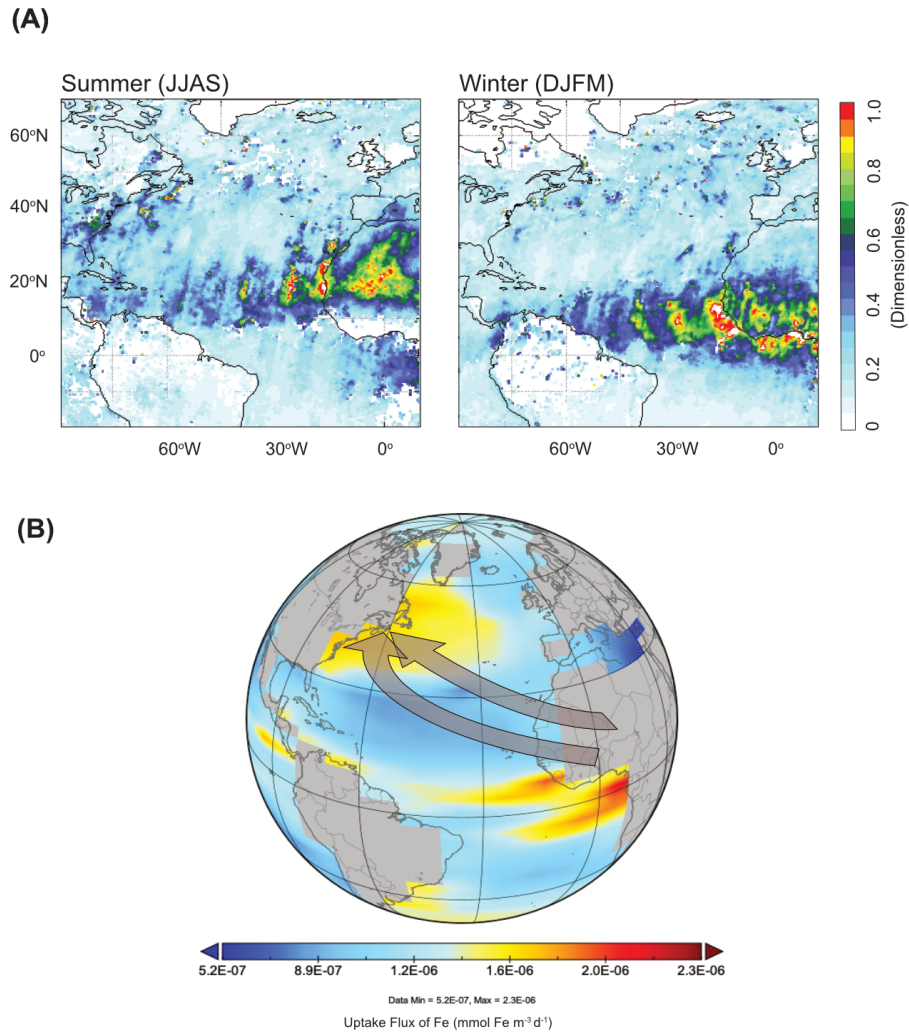 (A)
Summer (JJAS)
Winter (DJFM)
60°N
40°N
20°N
0°
60°W 30°W 0°
60°W 30°W 0°
0 0.2 0.4 0.6 0.8 1.0
(Dimensionless)
(B)
5.2E-07 8.9E-07 1.2E-06 1.6E-06 2.0E-06 2.3E-06
Data Min = 5.2E-07, Max = 2.3E-06
Uptake Flux of Fe (mmol Fe m⁻³ d⁻¹)